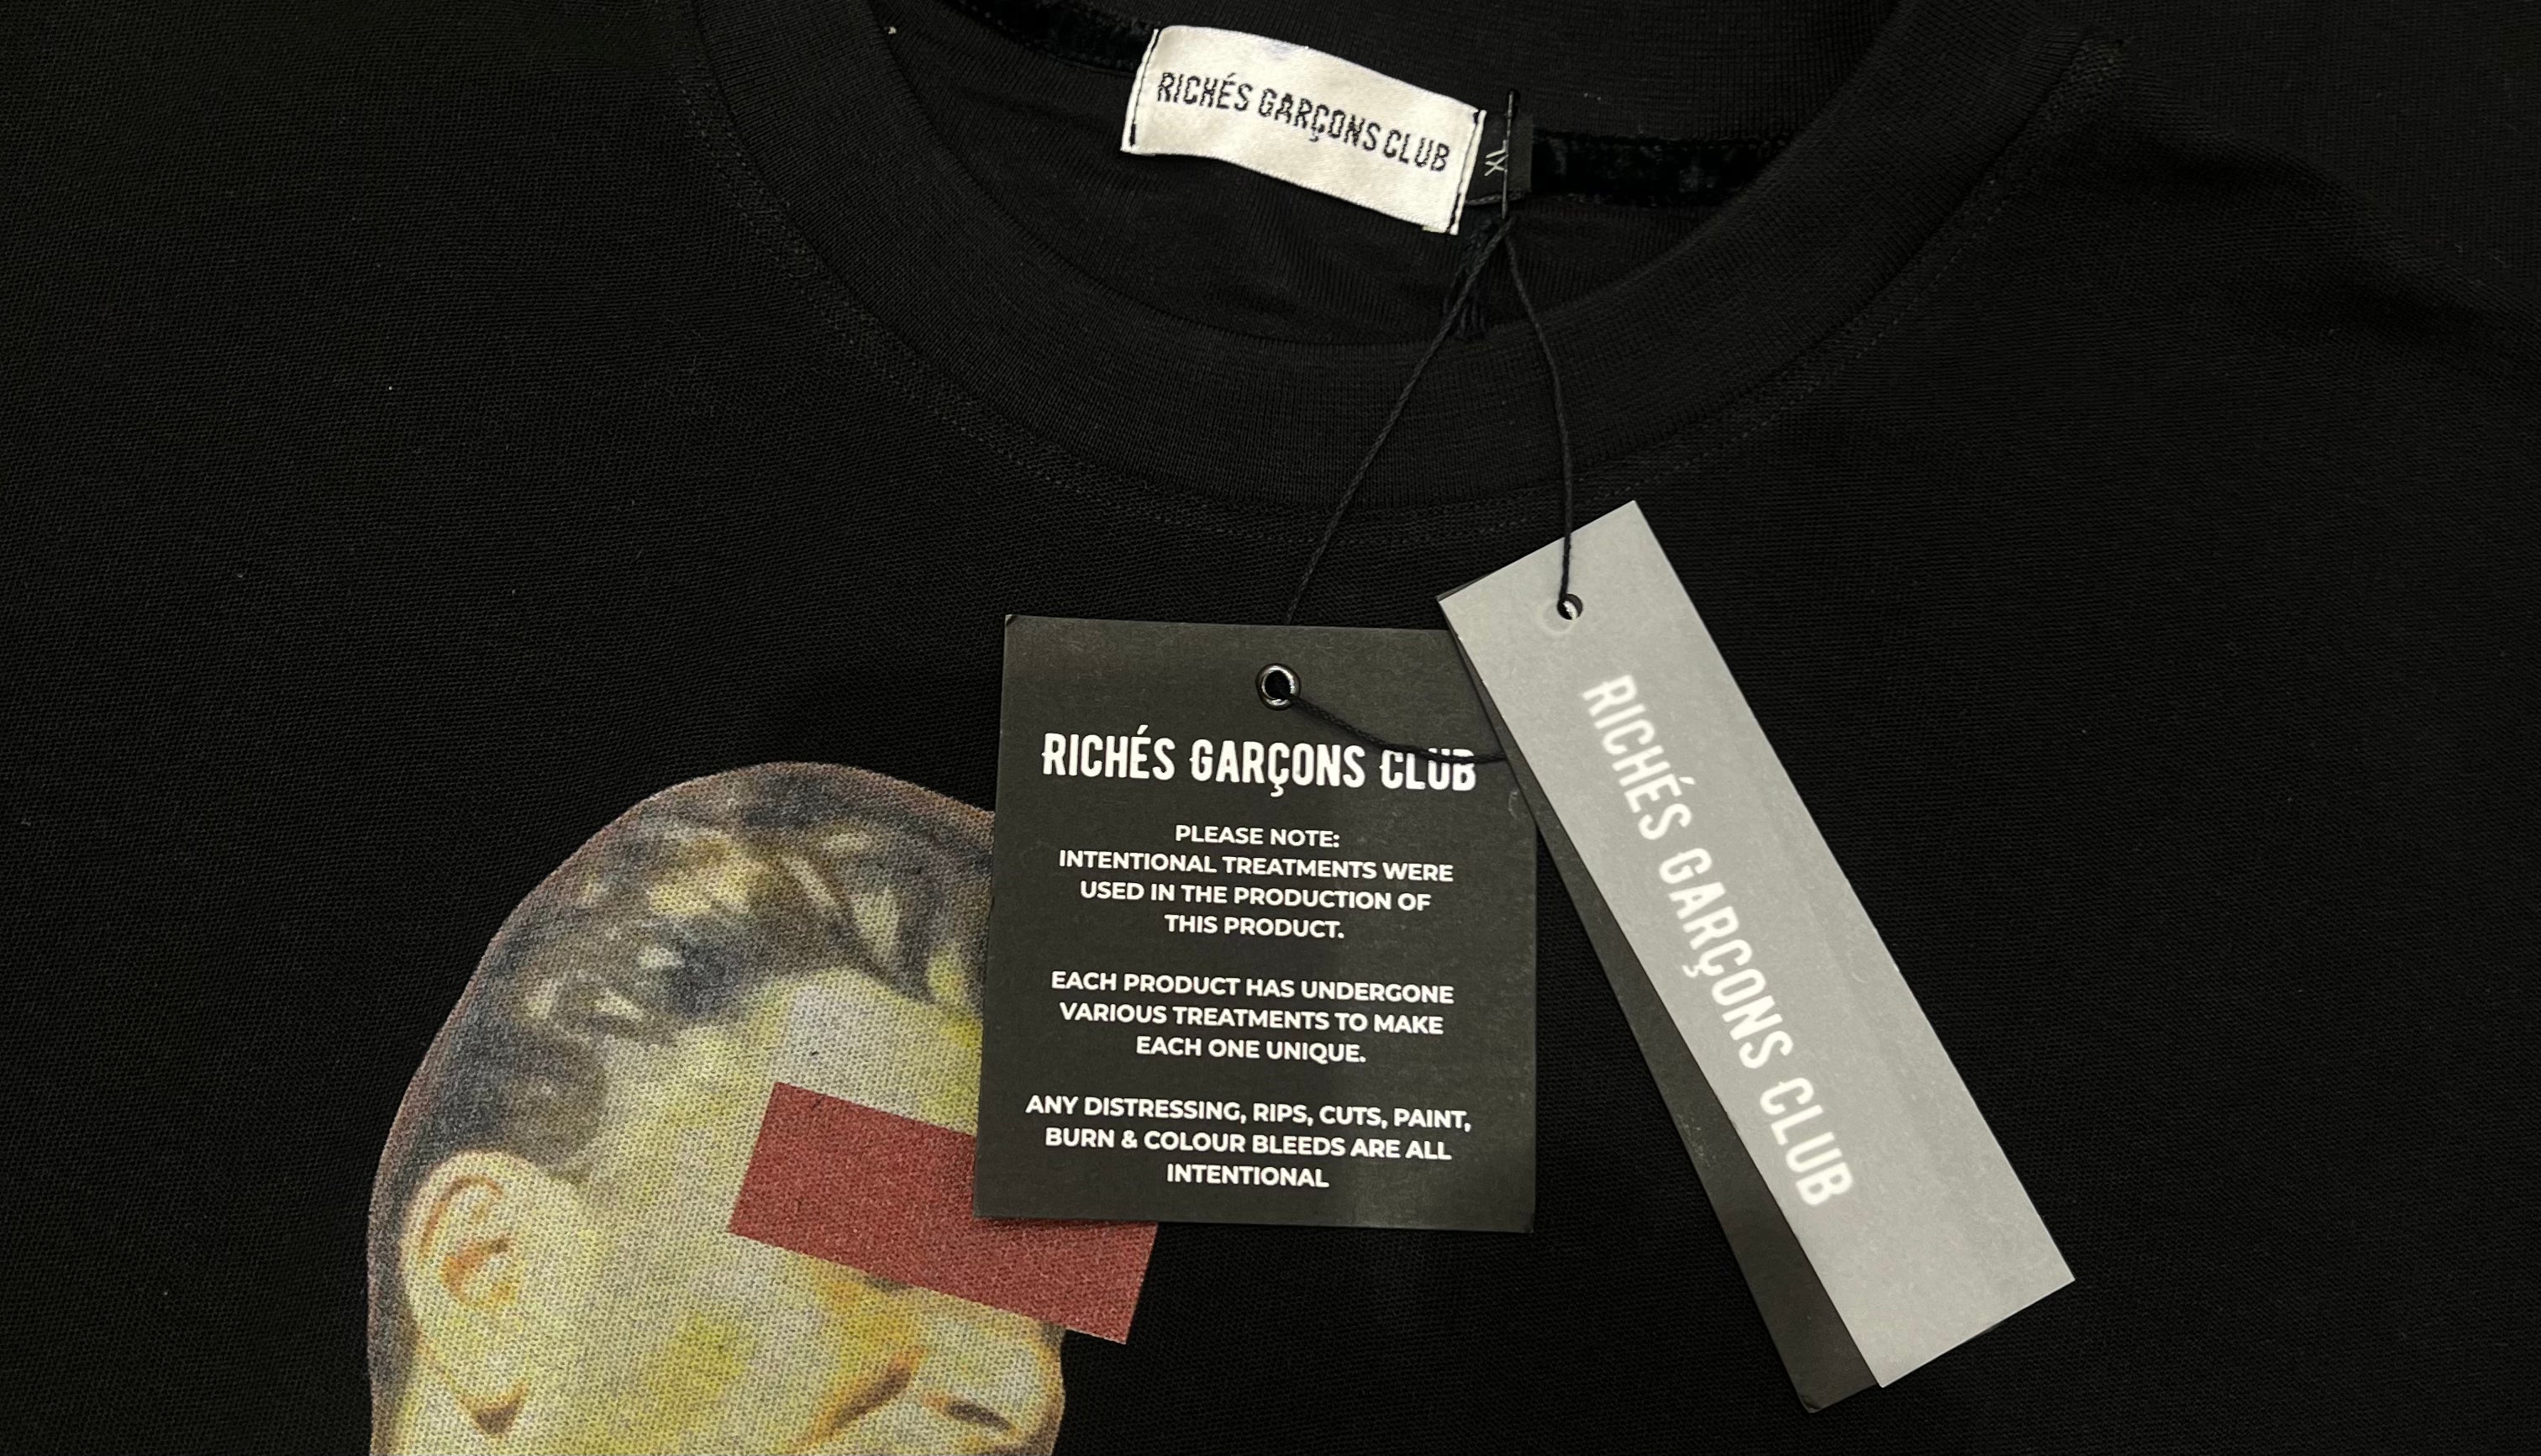 RICHÉS GARÇONS CLUB
XL
RICHÉS GARÇONS CLUB
PLEASE NOTE:
INTENTIONAL TREATMENTS WERE
USED IN THE PRODUCTION OF
THIS PRODUCT.
EACH PRODUCT HAS UNDERGONE
VARIOUS TREATMENTS TO MAKE
EACH ONE UNIQUE.
ANY DISTRESSING, RIPS, CUTS, PAINT,
BURN & COLOUR BLEEDS ARE ALL
INTENTIONAL
RICHÉS GARÇONS CLUB